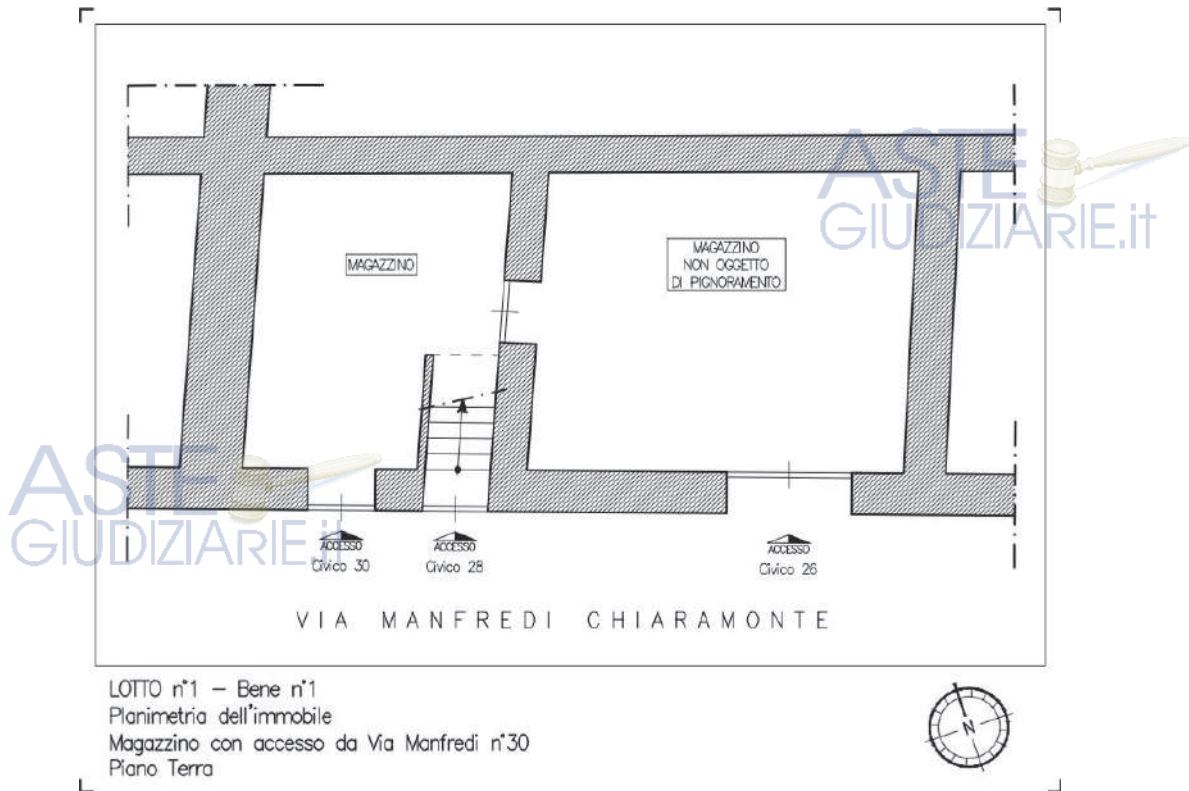 ASTE
GIUDIZIARIE.it
MAGAZZINO
MAGAZZINO
NON OGGETTO
DI PIGNORAMENTO
ASTE
GIUDIZIARIE.it
ACCESSO
Civico 30
ACCESSO
Civico 28
ACCESSO
Civico 26
VIA MANFREDI CHIARAMONTE
LOTTO n°1 – Bene n°1
Planimetria dell'immobile
Magazzino con accesso da Via Manfredi n°30
Piano Terra
N